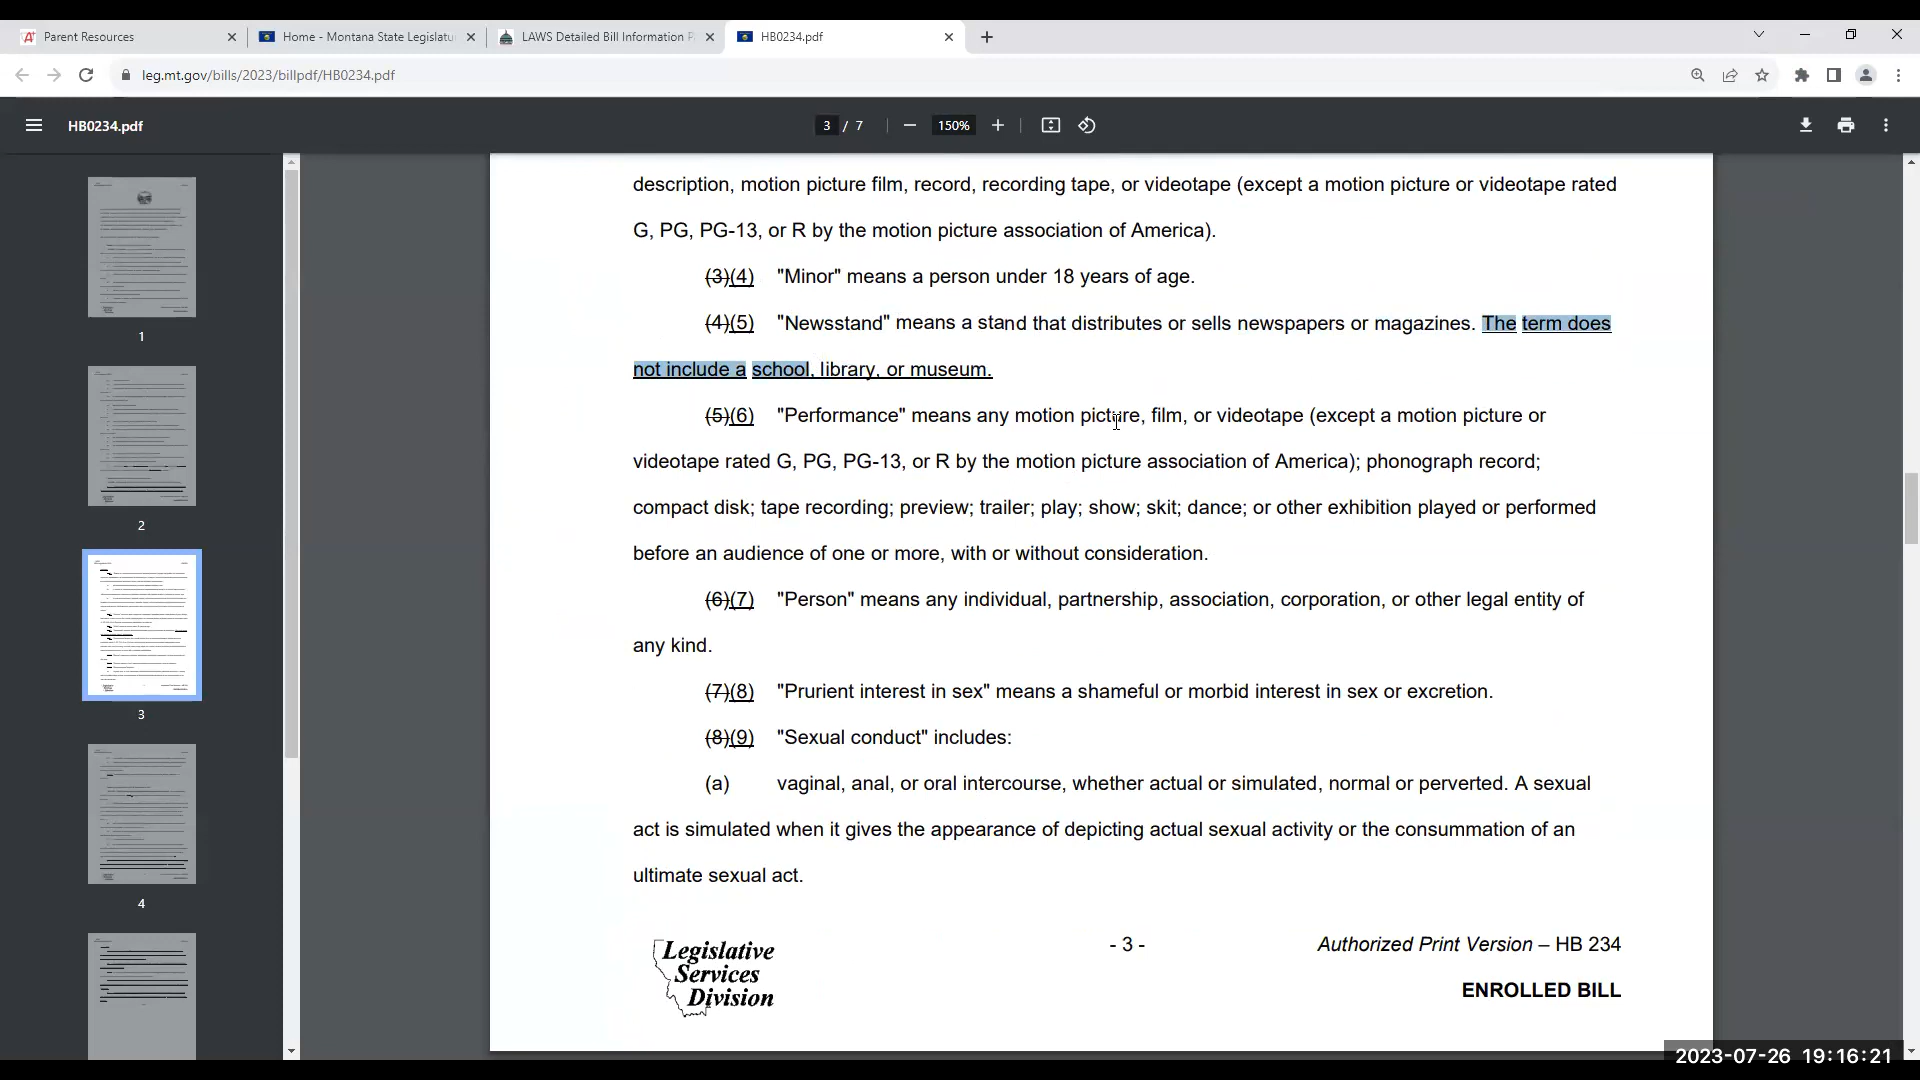 Parent Resources
Home - Montana State Legislatu
LAWS Detailed Bill Information P
HB0234.pdf
leg.mt.gov/bills/2023/billpdf/HB0234.pdf
HB0234.pdf
3 / 7
150%
description, motion picture film, record, recording tape, or videotape (except a motion picture or videotape rated
G, PG, PG-13, or R by the motion picture association of America).
(3)(4) "Minor" means a person under 18 years of age.
(4)(5) "Newsstand" means a stand that distributes or sells newspapers or magazines. The term does
not include a school, library, or museum.
(5)(6) "Performance" means any motion picture, film, or videotape (except a motion picture or
videotape rated G, PG, PG-13, or R by the motion picture association of America); phonograph record;
compact disk; tape recording; preview; trailer; play; show; skit; dance; or other exhibition played or performed
before an audience of one or more, with or without consideration.
(6)(7) "Person" means any individual, partnership, association, corporation, or other legal entity of
any kind.
(7)(8) "Prurient interest in sex" means a shameful or morbid interest in sex or excretion.
(8)(9) "Sexual conduct" includes:
(a) vaginal, anal, or oral intercourse, whether actual or simulated, normal or perverted. A sexual
act is simulated when it gives the appearance of depicting actual sexual activity or the consummation of an
ultimate sexual act.
Legislative
Services
Division
- 3 -
Authorized Print Version – HB 234
ENROLLED BILL
1
2
3
4
2023-07-26 19:16:21